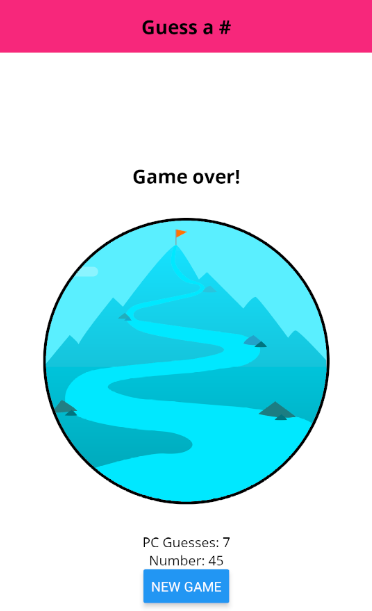 Guess a #
Game over!
PC Guesses: 7
Number: 45
NEW GAME